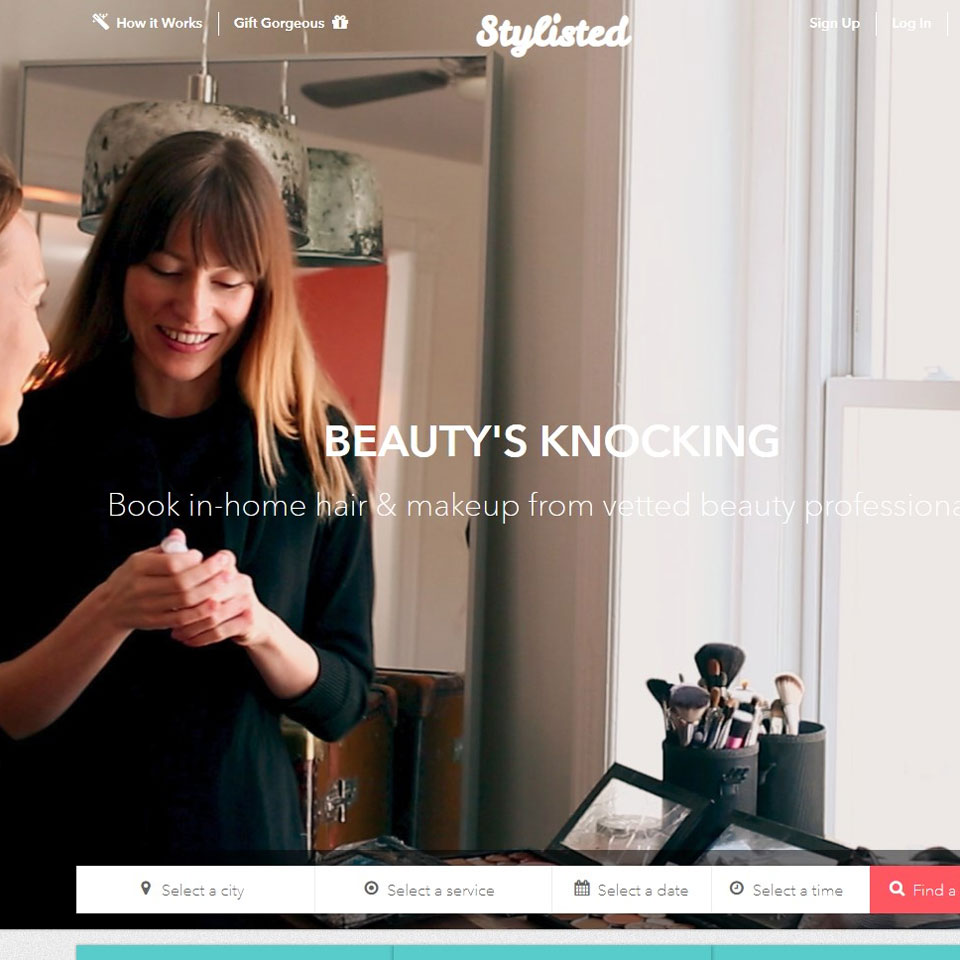 How it Works
Gift Gorgeous
Stylisted
Sign Up
Log In
BEAUTY'S KNOCKING
Book in-home hair & makeup from vetted beauty professiona
Select a city
Select a service
Select a date
Select a time
Find a